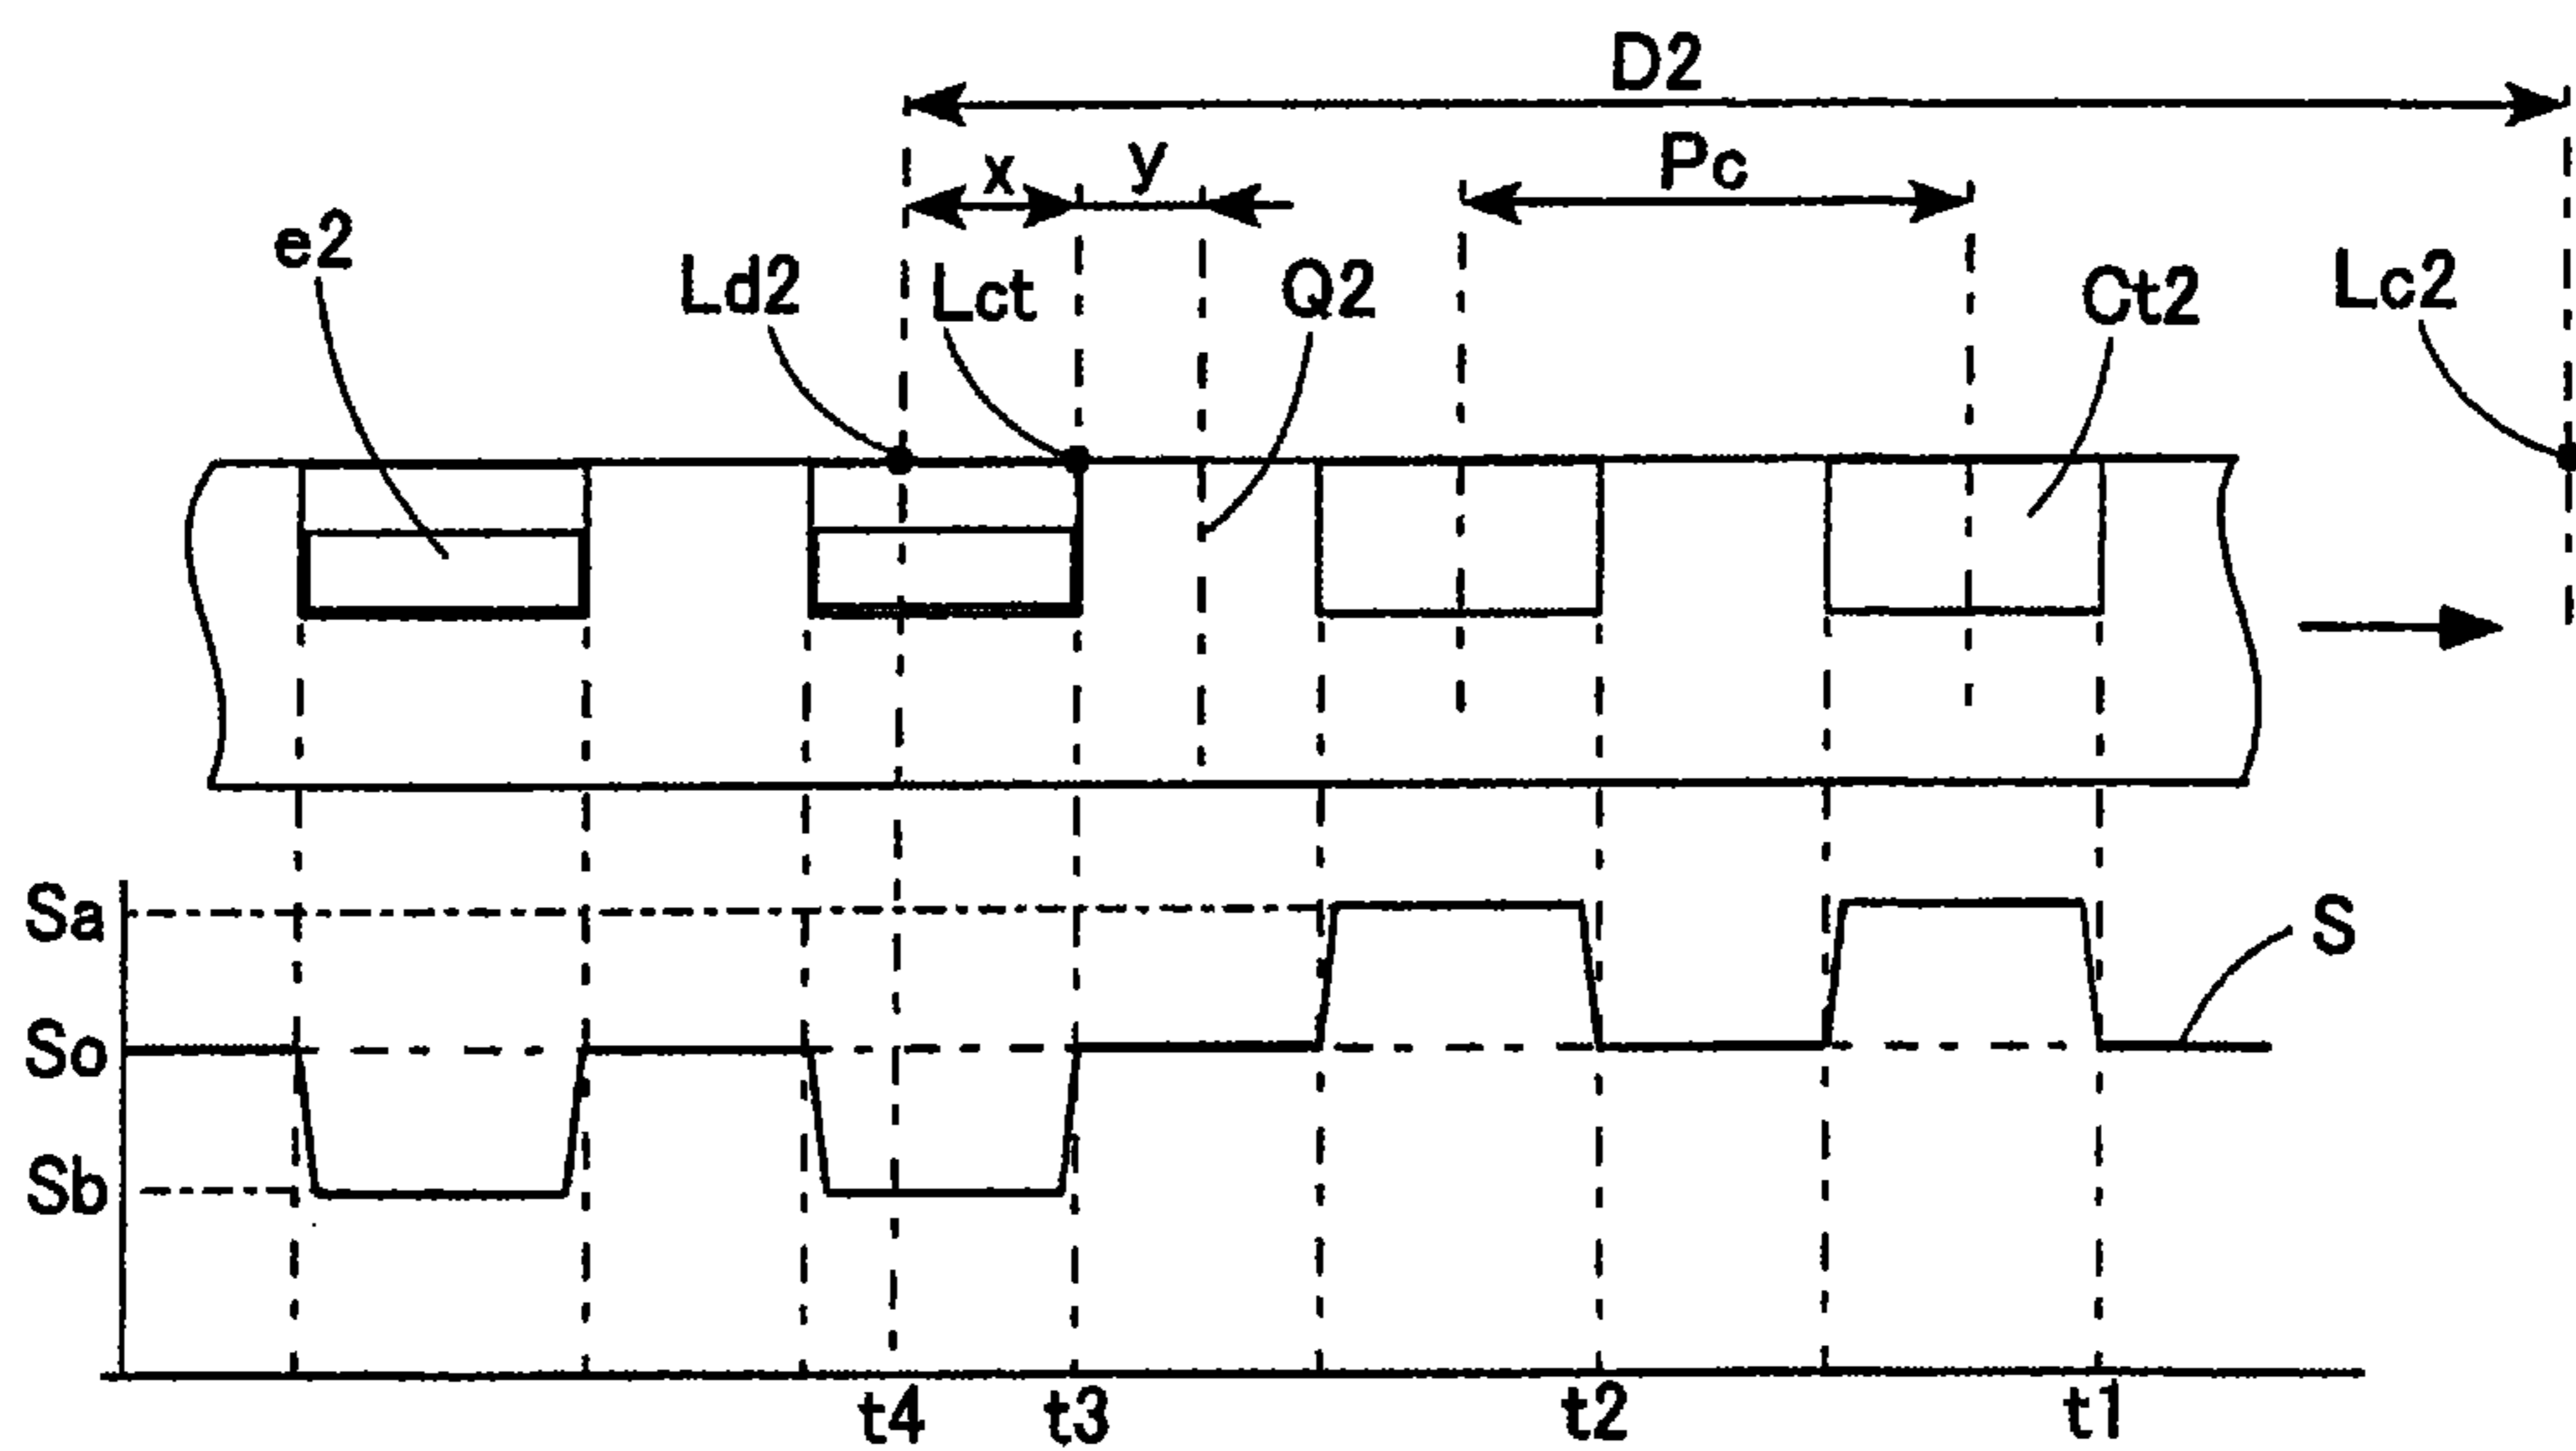 D2
x y Pc
e2 Ld2 Lct Q2 Ct2 Lc2
Sa
S
So
Sb
t4 t3 t2 t1